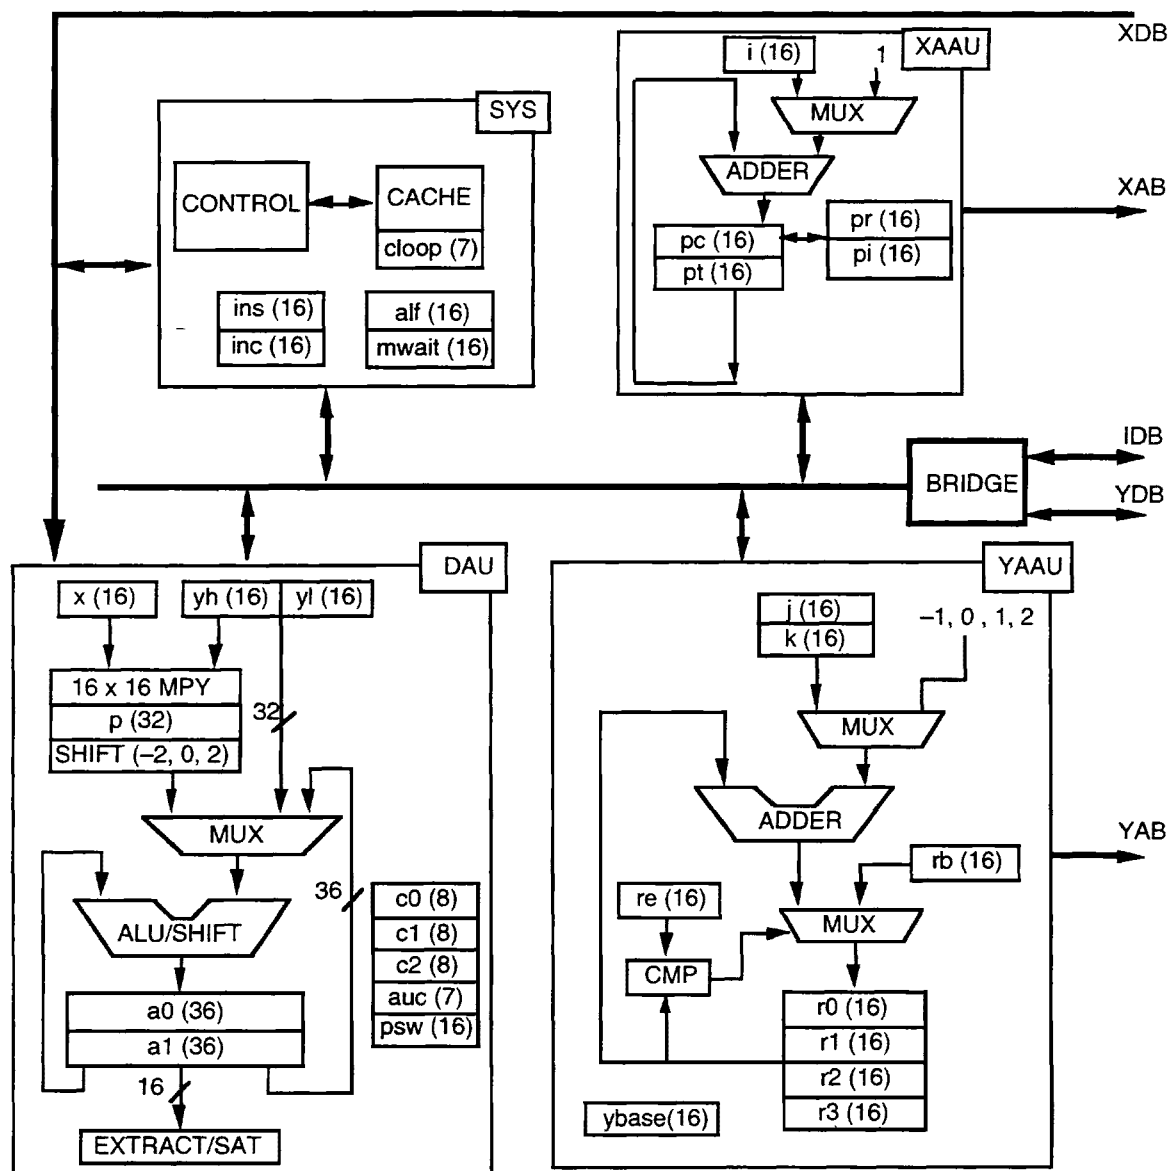 XDB
XAAU
i (16)
1
MUX
ADDER
pc (16)
pt (16)
pr (16)
pi (16)
XAB
SYS
CONTROL
CACHE
cloop (7)
ins (16)
inc (16)
alf (16)
mwait (16)
IDB
BRIDGE
YDB
DAU
x (16)
yh (16)
yl (16)
16 x 16 MPY
p (32)
SHIFT (–2, 0, 2)
32
MUX
36
ALU/SHIFT
a0 (36)
a1 (36)
16
EXTRACT/SAT
c0 (8)
c1 (8)
c2 (8)
auc (7)
psw (16)
YAAU
j (16)
k (16)
–1, 0 , 1, 2
MUX
ADDER
YAB
rb (16)
re (16)
MUX
CMP
r0 (16)
r1 (16)
r2 (16)
r3 (16)
ybase(16)